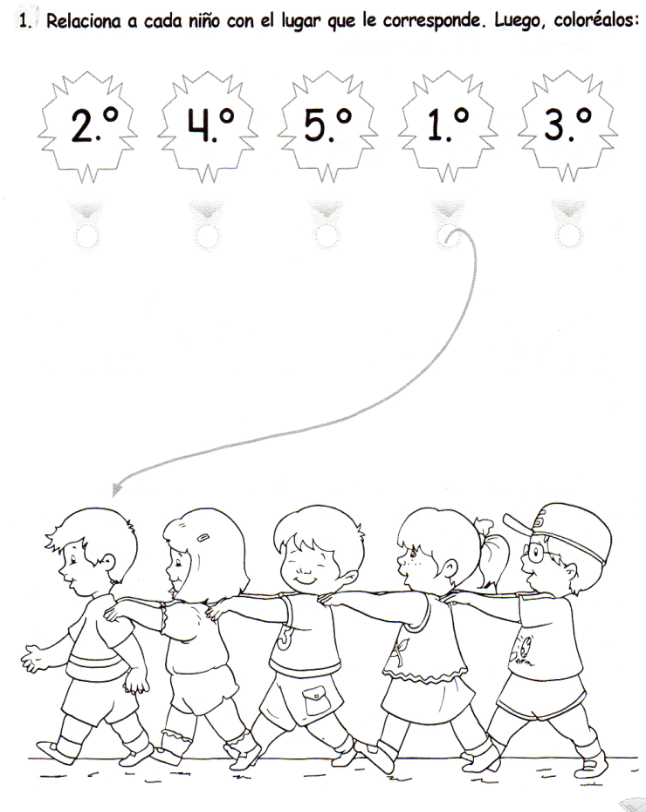 1. Relaciona a cada niño con el lugar que le corresponde. Luego, coloréalos:
2.º 4.º 5.º 1.º 3.º